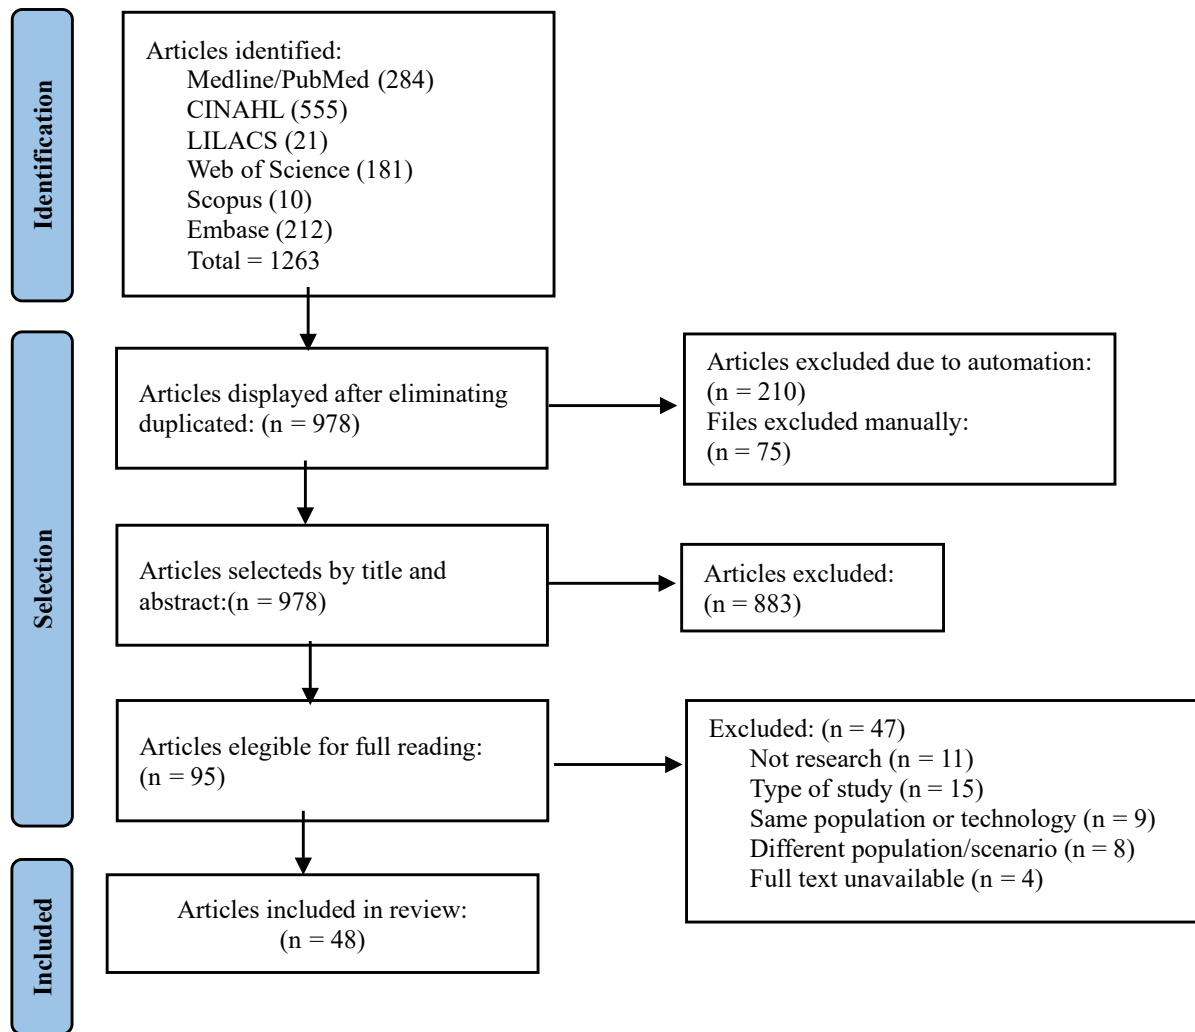 Identification
Articles identified:
Medline/PubMed (284)
CINAHL (555)
LILACS (21)
Web of Science (181)
Scopus (10)
Embase (212)
Total = 1263
Selection
Articles displayed after eliminating
duplicated: (n = 978)
Articles excluded due to automation:
(n = 210)
Files excluded manually:
(n = 75)
Articles selecteds by title and
abstract:(n = 978)
Articles excluded:
(n = 883)
Articles elegible for full reading:
(n = 95)
Excluded: (n = 47)
Not research (n = 11)
Type of study (n = 15)
Same population or technology (n = 9)
Different population/scenario (n = 8)
Full text unavailable (n = 4)
Included
Articles included in review:
(n = 48)